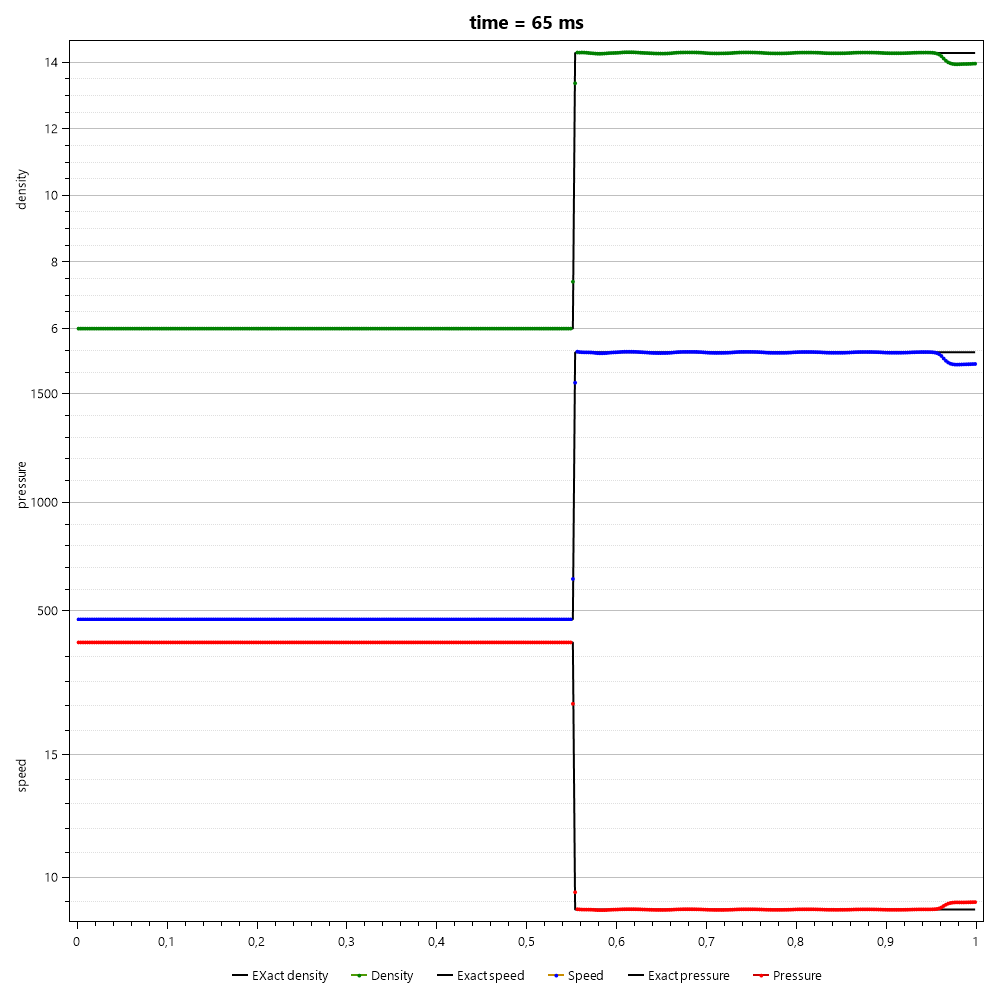 time = 65 ms
density
14
12
10
8
6
pressure
1500
1000
500
speed
15
10
0 0,1 0,2 0,3 0,4 0,5 0,6 0,7 0,8 0,9 1
EXact density Density Exact speed Speed Exact pressure Pressure